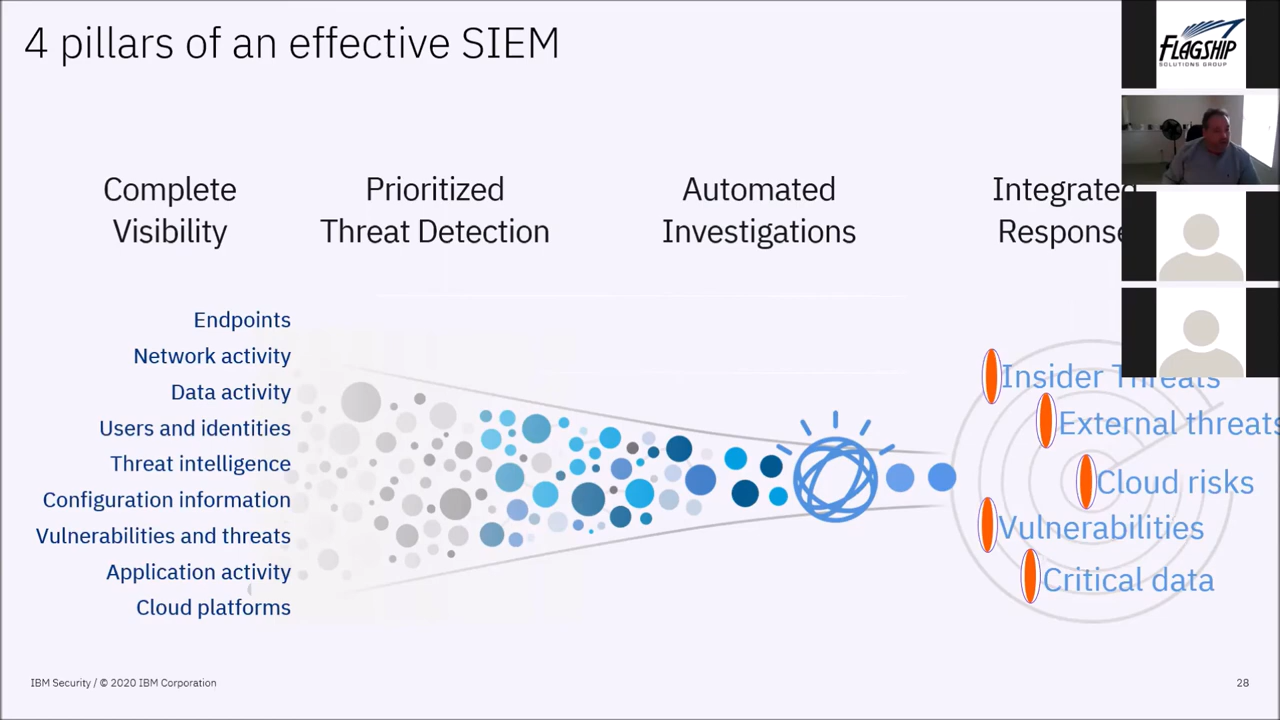 4 pillars of an effective SIEM
FLAGSHIP
SOLUTIONS GROUP
Complete
Visibility
Prioritized
Threat Detection
Automated
Investigations
Integrated
Response
Endpoints
Network activity
Data activity
Users and identities
Threat intelligence
Configuration information
Vulnerabilities and threats
Application activity
Cloud platforms
Insider Threats
External threats
Cloud risks
Vulnerabilities
Critical data
IBM Security / © 2020 IBM Corporation
28